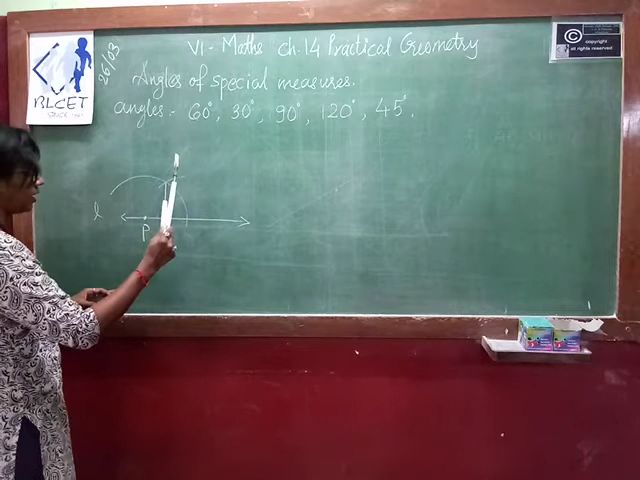 BLCET
26/03
VI - Maths Ch. 14 Practical Geometry
© copyright
all rights reserved
Angles of special measures.
angles :- 60°, 30°, 90°, 120°, 45°.
l
P